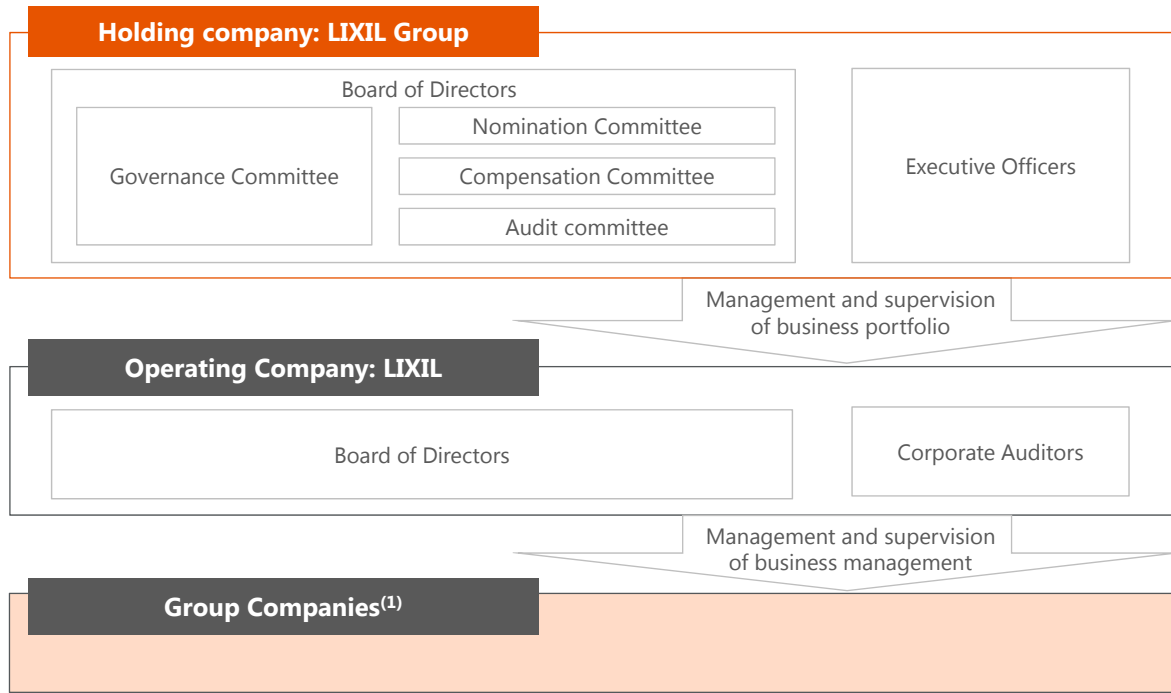 Holding company: LIXIL Group
Board of Directors
Governance Committee
Nomination Committee
Compensation Committee
Audit committee
Executive Officers
Management and supervision
of business portfolio
Operating Company: LIXIL
Board of Directors
Corporate Auditors
Management and supervision
of business management
Group Companies(1)